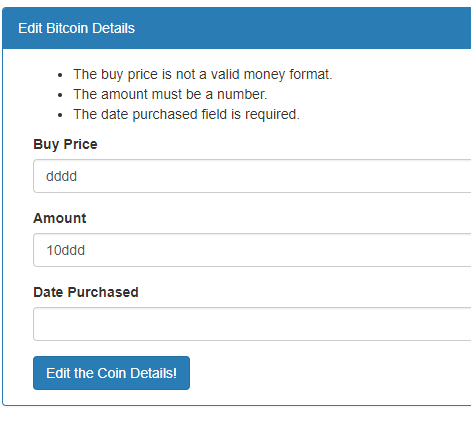 Edit Bitcoin Details
The buy price is not a valid money format.
The amount must be a number.
The date purchased field is required.
Buy Price
dddd
Amount
10ddd
Date Purchased
Edit the Coin Details!